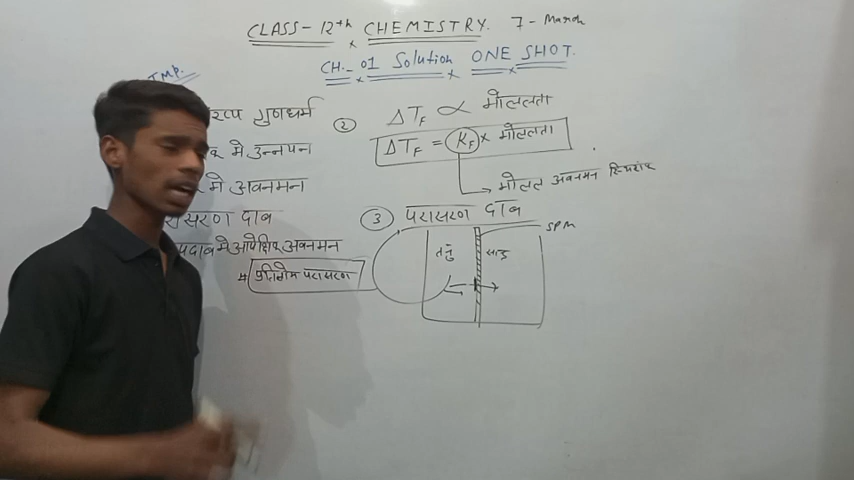 CLASS-12th CHEMISTRY. 7-March
CH.-01 Solution ONE SHOT.
IMP.
गुणधर्म
में उन्नयन
में अवनमन
सरण दाब
में आपेक्षिक अवनमन
# प्रतिलोम परासरण
② ΔTF ∝ मोललता
ΔTF = KF × मोललता
→ मोलल अवनमन स्थिरांक
③ परासरण दाब
SPM
तनु सान्द्र